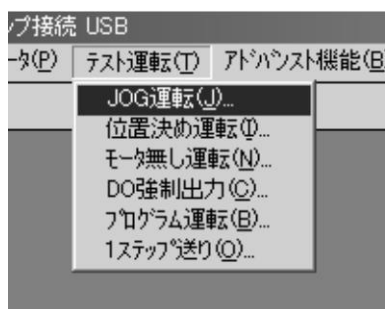 プ接続 USB
ータ(P) テスト運転(T) アドバンスト機能(B
JOG運転(J)...
位置決め運転(I)...
モータ無し運転(N)...
DO強制出力(C)...
プログラム運転(B)...
1ステップ送り(O)...